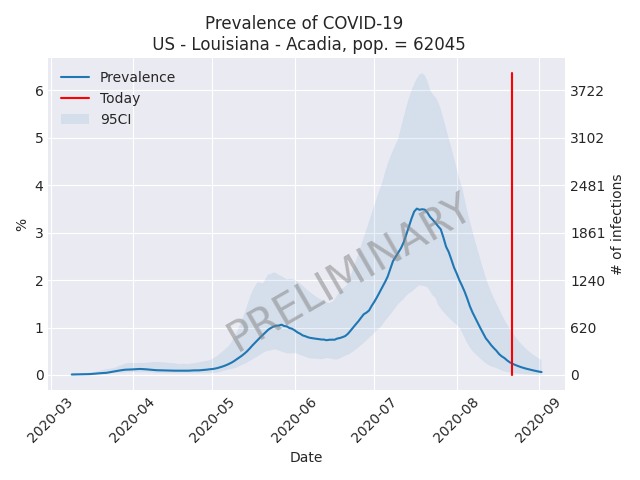 Prevalence of COVID-19
US - Louisiana - Acadia, pop. = 62045
Prevalence
Today
95CI
PRELIMINARY
%
6
5
4
3
2
1
0
3722
3102
2481
1861
1240
620
0
# of infections
2020-03
2020-04
2020-05
2020-06
2020-07
2020-08
2020-09
Date